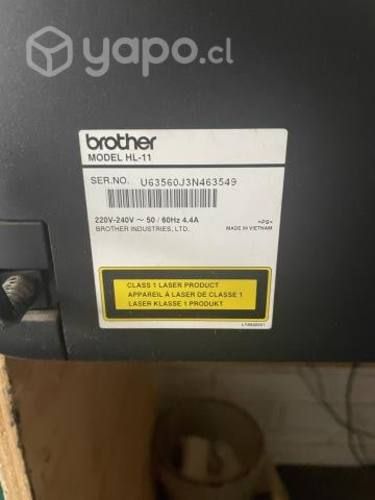 yapo.cl
brother
MODEL HL-11
SER.NO. U63560J3N463549
220V-240V ~ 50 / 60Hz 4.4A
BROTHER INDUSTRIES, LTD.
MADE IN VIETNAM
CLASS 1 LASER PRODUCT
APPAREIL À LASER DE CLASSE 1
LASER KLASSE 1 PRODUKT